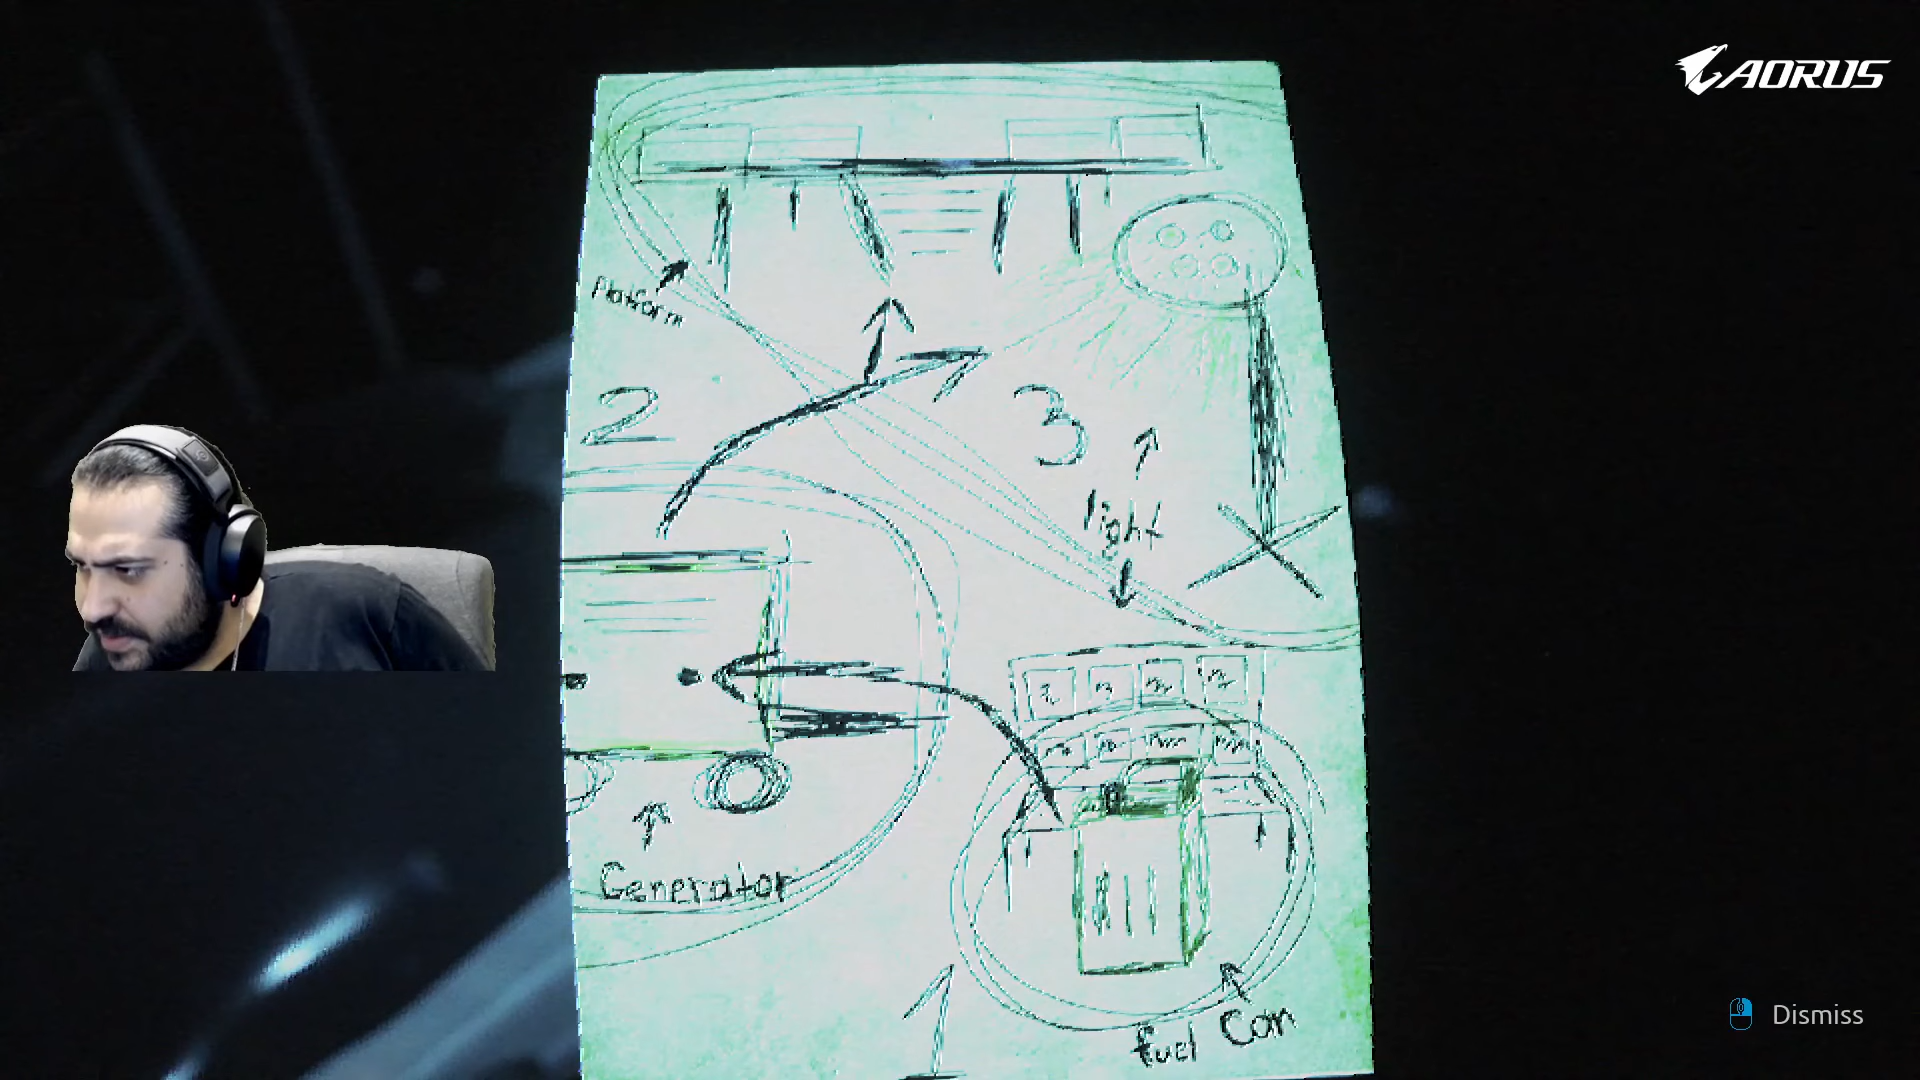 AORUS
Platform
2
3
light
Generator
1
fuel Can
Dismiss